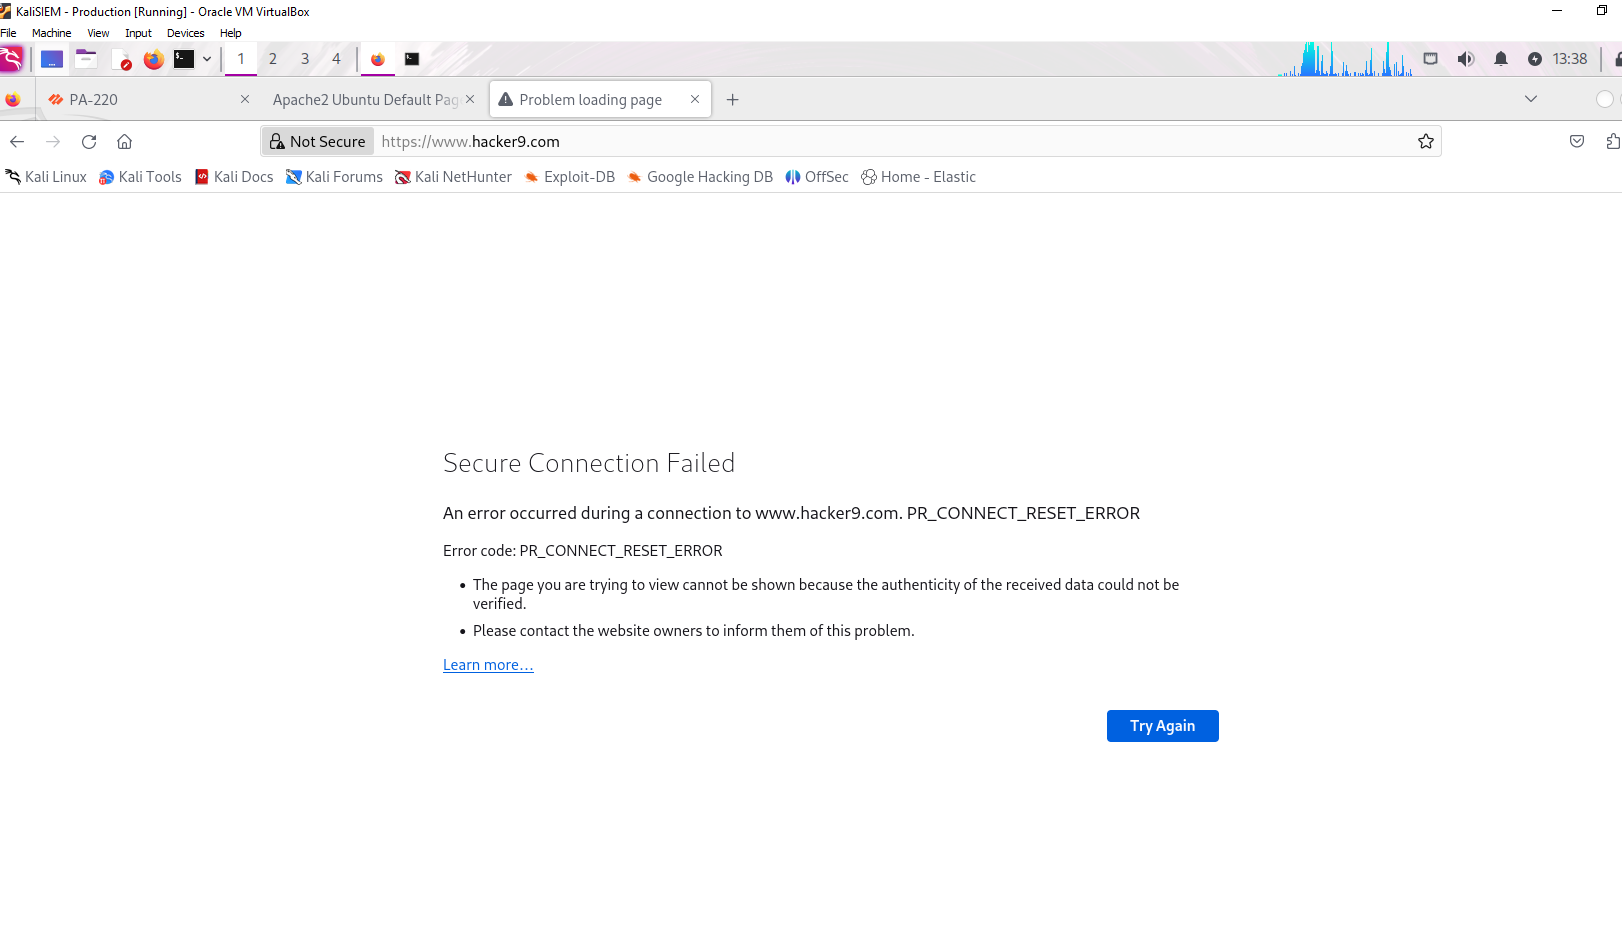 KaliSIEM - Production [Running] - Oracle VM VirtualBox
File Machine View Input Devices Help
1 2 3 4 13:38
PA-220 Apache2 Ubuntu Default Pag Problem loading page
Not Secure https://www.hacker9.com
Kali Linux Kali Tools Kali Docs Kali Forums Kali NetHunter Exploit-DB Google Hacking DB OffSec Home - Elastic
Secure Connection Failed
An error occurred during a connection to www.hacker9.com. PR_CONNECT_RESET_ERROR
Error code: PR_CONNECT_RESET_ERROR
• The page you are trying to view cannot be shown because the authenticity of the received data could not be
verified.
• Please contact the website owners to inform them of this problem.
Learn more…
Try Again